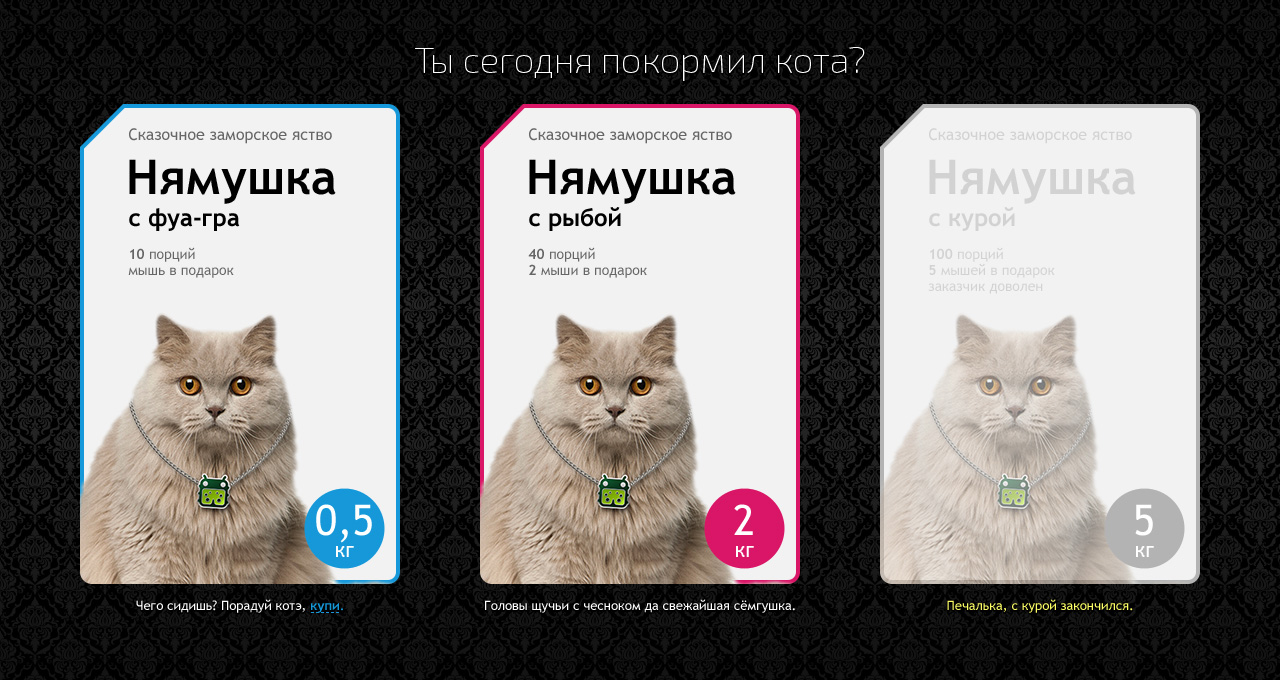 Ты сегодня покормил кота?
Сказочное заморское яство
Нямушка
с фуа-гра
10 порций
мышь в подарок
0,5
кг
Чего сидишь? Порадуй котэ, купи.
Сказочное заморское яство
Нямушка
с рыбой
40 порций
2 мыши в подарок
2
кг
Головы щучьи с чесноком да свежайшая сёмгушка.
Сказочное заморское яство
Нямушка
с курой
100 порций
5 мышей в подарок
заказчик доволен
5
кг
Печалька, с курой закончился.